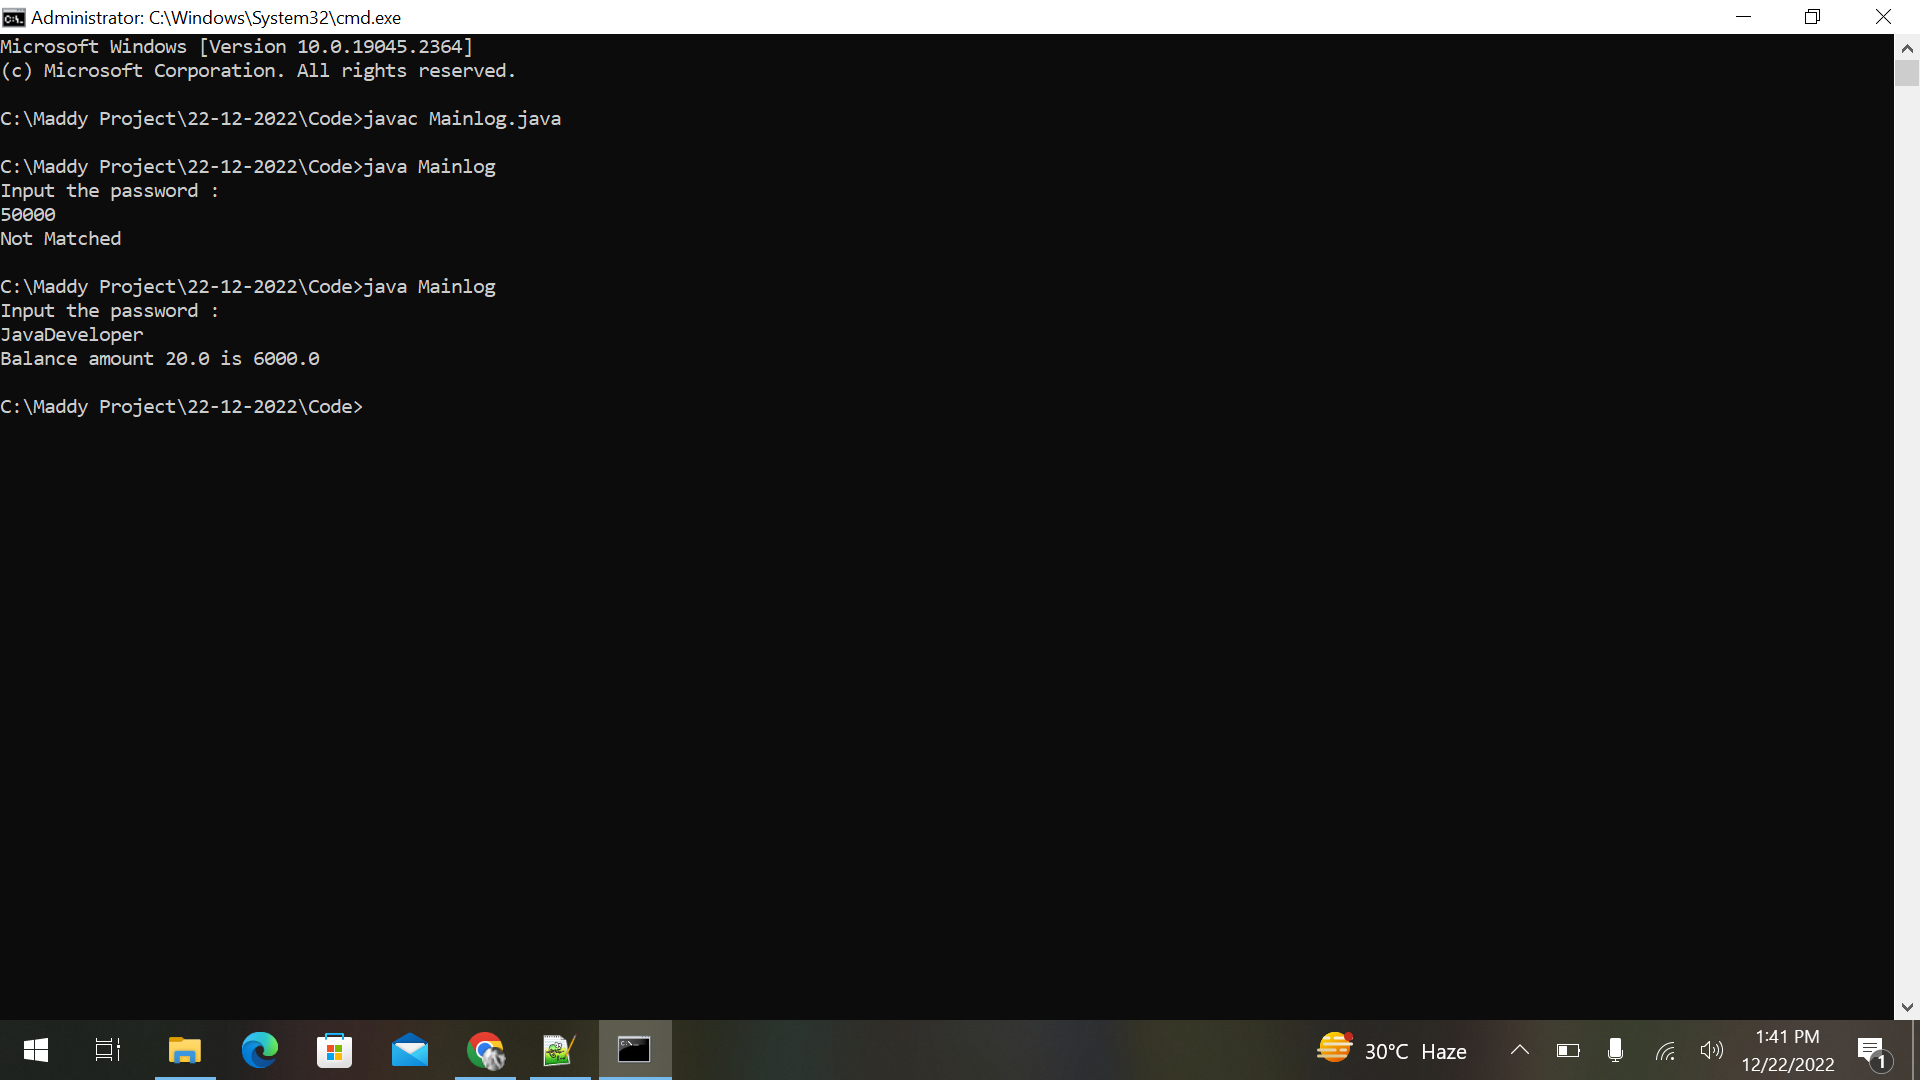 Administrator: C:\Windows\System32\cmd.exe
Microsoft Windows [Version 10.0.19045.2364]
(c) Microsoft Corporation. All rights reserved.
C:\Maddy Project\22-12-2022\Code>javac Mainlog.java
C:\Maddy Project\22-12-2022\Code>java Mainlog
Input the password :
50000
Not Matched
C:\Maddy Project\22-12-2022\Code>java Mainlog
Input the password :
JavaDeveloper
Balance amount 20.0 is 6000.0
C:\Maddy Project\22-12-2022\Code>
30°C Haze
1:41 PM
12/22/2022
1